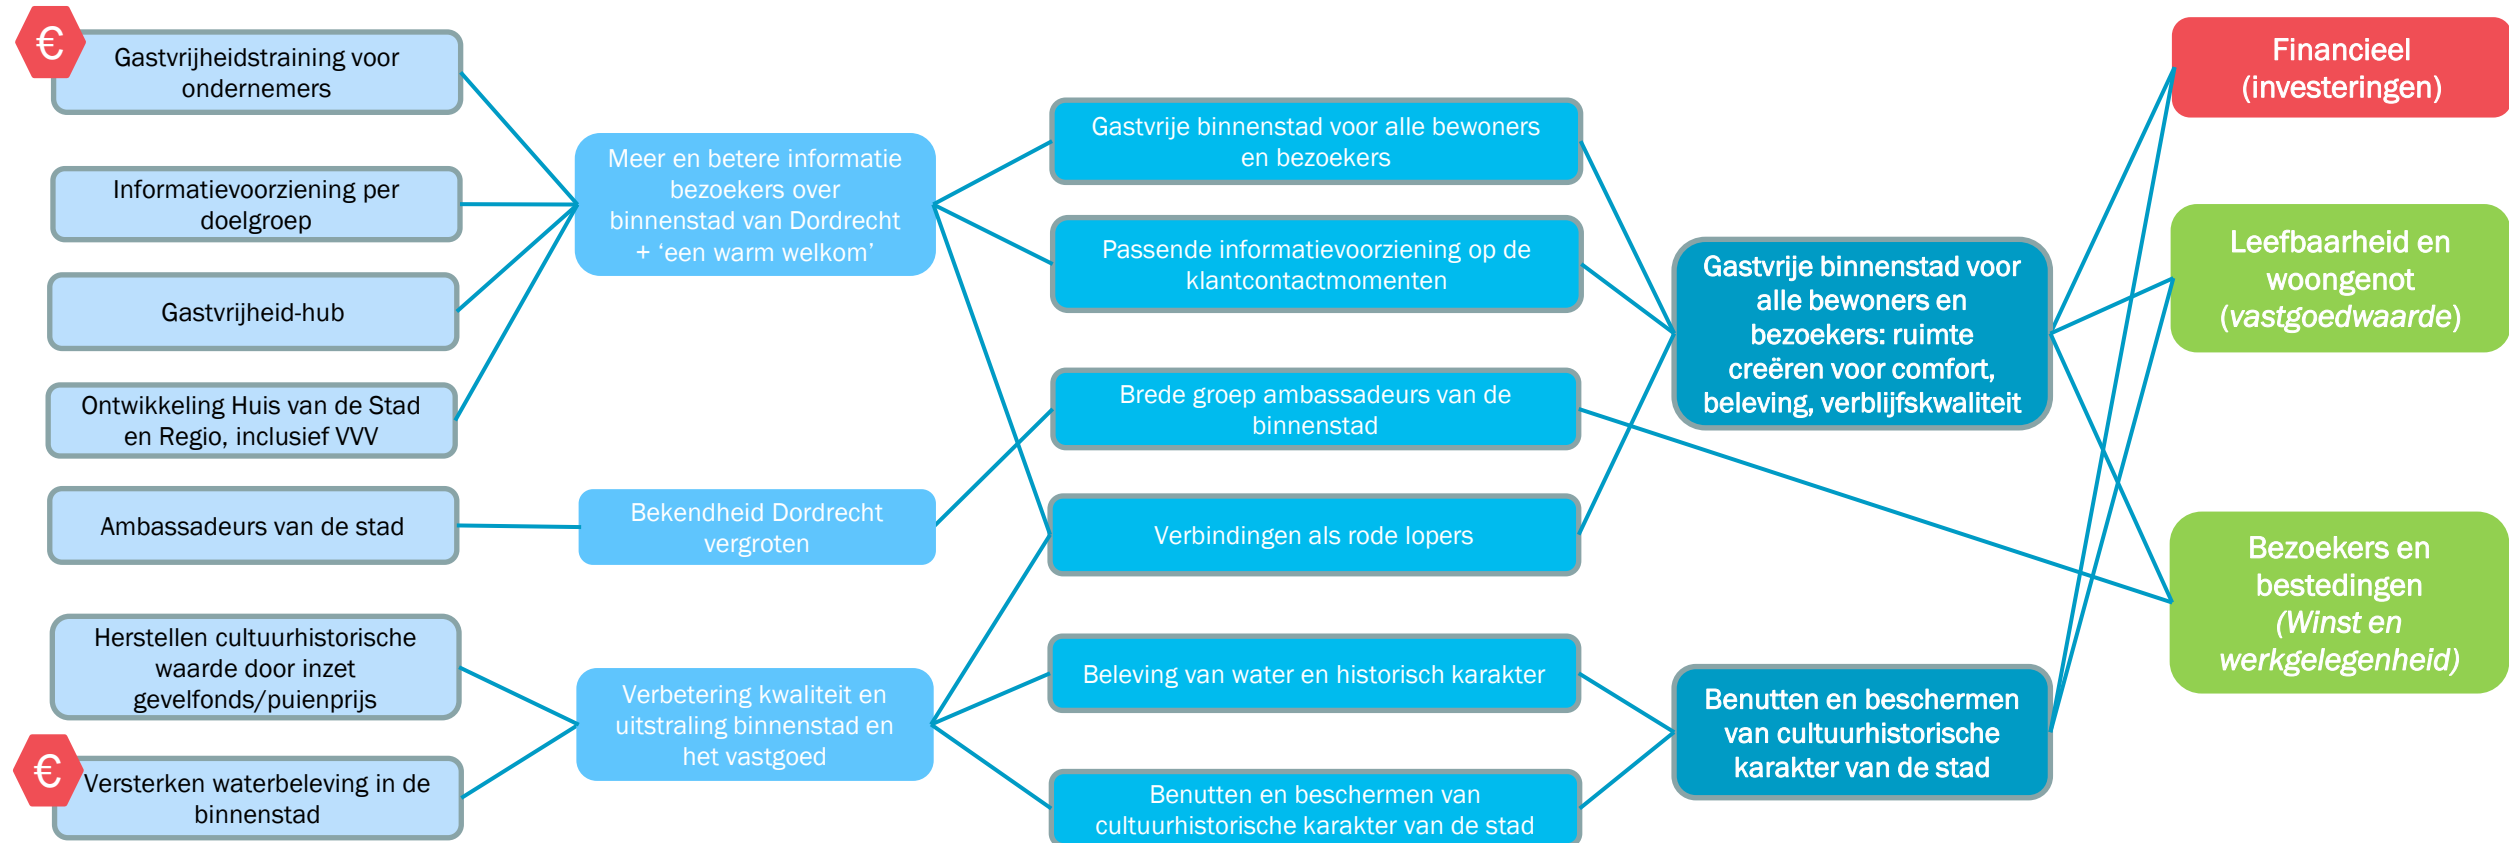 €
Gastvrijheidstraining voor
ondernemers
Informatievoorziening per
doelgroep
Gastvrijheid-hub
Ontwikkeling Huis van de Stad
en Regio, inclusief VVV
Ambassadeurs van de stad
Herstellen cultuurhistorische
waarde door inzet
gevelfonds/puienprijs
€
Versterken waterbeleving in de
binnenstad
Meer en betere informatie
bezoekers over
binnenstad van Dordrecht
+ ‘een warm welkom’
Bekendheid Dordrecht
vergroten
Verbetering kwaliteit en
uitstraling binnenstad en
het vastgoed
Gastvrije binnenstad voor alle bewoners
en bezoekers
Passende informatievoorziening op de
klantcontactmomenten
Brede groep ambassadeurs van de
binnenstad
Verbindingen als rode lopers
Beleving van water en historisch karakter
Benutten en beschermen van
cultuurhistorische karakter van de stad
Gastvrije binnenstad voor
alle bewoners en
bezoekers: ruimte
creëren voor comfort,
beleving, verblijfskwaliteit
Benutten en beschermen
van cultuurhistorische
karakter van de stad
Financieel
(investeringen)
Leefbaarheid en
woongenot
(vastgoedwaarde)
Bezoekers en
bestedingen
(Winst en
werkgelegenheid)